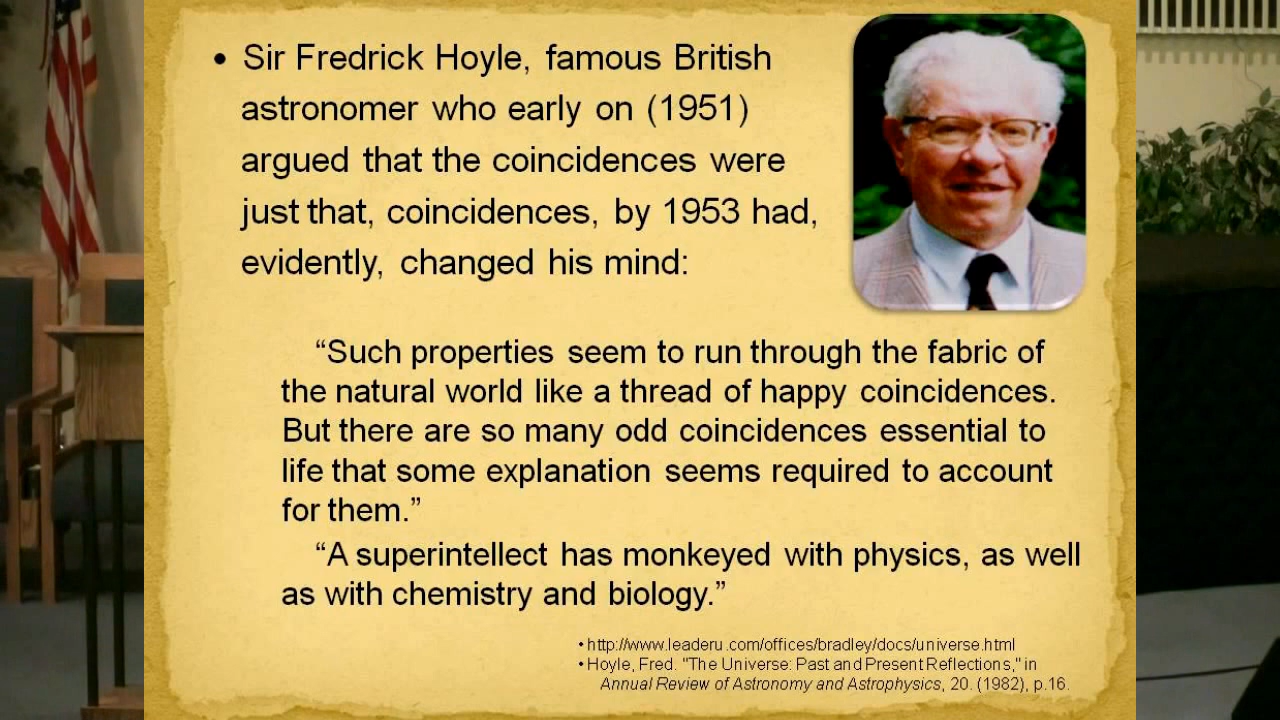 • Sir Fredrick Hoyle, famous British
astronomer who early on (1951)
argued that the coincidences were
just that, coincidences, by 1953 had,
evidently, changed his mind:
“Such properties seem to run through the fabric of
the natural world like a thread of happy coincidences.
But there are so many odd coincidences essential to
life that some explanation seems required to account
for them.”
“A superintellect has monkeyed with physics, as well
as with chemistry and biology.”
• http://www.leaderu.com/offices/bradley/docs/universe.html
• Hoyle, Fred. "The Universe: Past and Present Reflections," in
Annual Review of Astronomy and Astrophysics, 20. (1982), p.16.